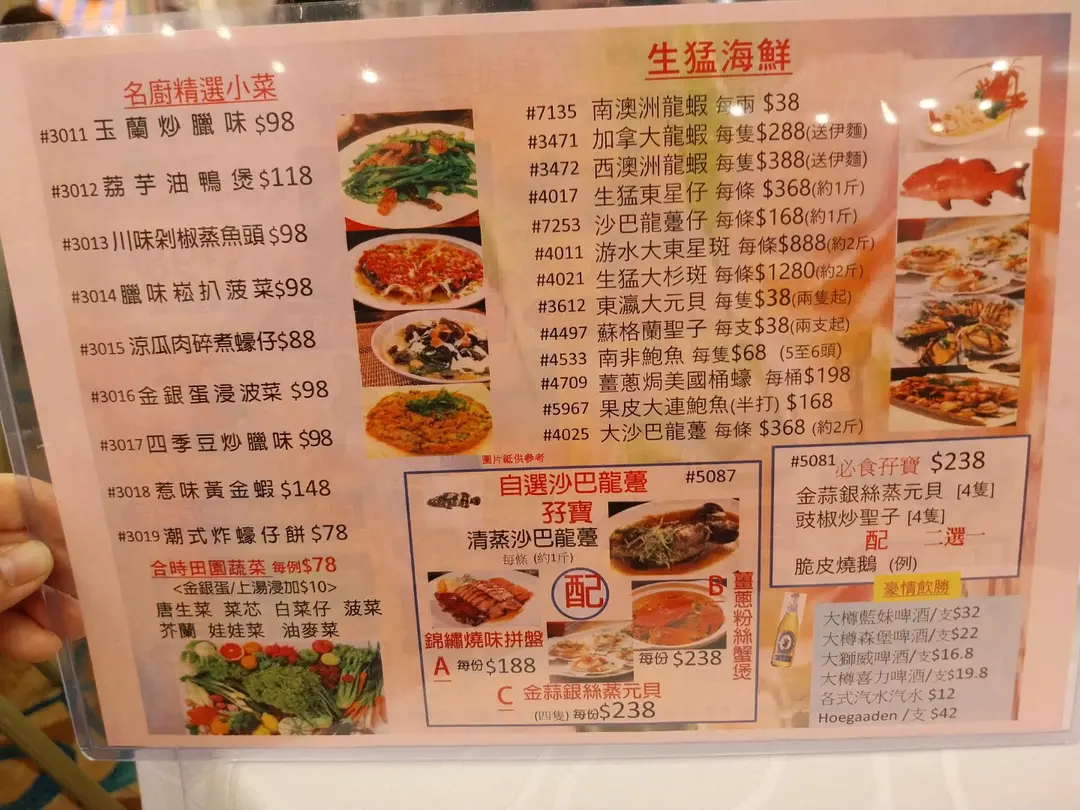 名廚精選小菜
#3011 玉蘭炒臘味 $98
#3012 荔芋油鴨煲 $118
#3013 川味剁椒蒸魚頭 $98
#3014 臘味崧扒菠菜 $98
#3015 涼瓜肉碎煮蠔仔 $88
#3016 金銀蛋浸波菜 $98
#3017 四季豆炒臘味 $98
#3018 惹味黃金蝦 $148
#3019 潮式炸蠔仔餅 $78
合時田園蔬菜 每例$78
<金銀蛋/上湯浸加$10>
唐生菜 菜芯 白菜仔 菠菜
芥蘭 娃娃菜 油麥菜
生猛海鮮
#7135 南澳洲龍蝦 每兩 $38
#3471 加拿大龍蝦 每隻$288(送伊麵)
#3472 西澳洲龍蝦 每隻$388(送伊麵)
#4017 生猛東星仔 每條 $368(約1斤)
#7253 沙巴龍躉仔 每條$168(約1斤)
#4011 游水大東星斑 每條$888(約2斤)
#4021 生猛大杉斑 每條$1280(約2斤)
#3612 東瀛大元貝 每隻$38(兩隻起)
#4497 蘇格蘭聖子 每支$38(兩支起)
#4533 南非鮑魚 每隻$68 (5至6頭)
#4709 薑蔥焗美國桶蠔 每桶$198
#5967 果皮大連鮑魚(半打) $168
#4025 大沙巴龍躉 每條 $368 (約2斤)
圖片祗供參考
自選沙巴龍躉 #5087
孖寶
清蒸沙巴龍躉
每條 (約1斤)
配
錦繡燒味拼盤
A 每份$188
B 薑蔥粉絲蟹煲
每份$238
C 金蒜銀絲蒸元貝
(四隻) 每份$238
#5081 必食孖寶 $238
金蒜銀絲蒸元貝 [4隻]
豉椒炒聖子 [4隻]
配 二選一
脆皮燒鵝 (例)
豪情飲勝
大樽藍妹啤酒/支$32
大樽森堡啤酒/支$22
大獅威啤酒/支$16.8
大樽喜力啤酒/支$19.8
各式汽水汽水 $12
Hoegaaden /支 $42